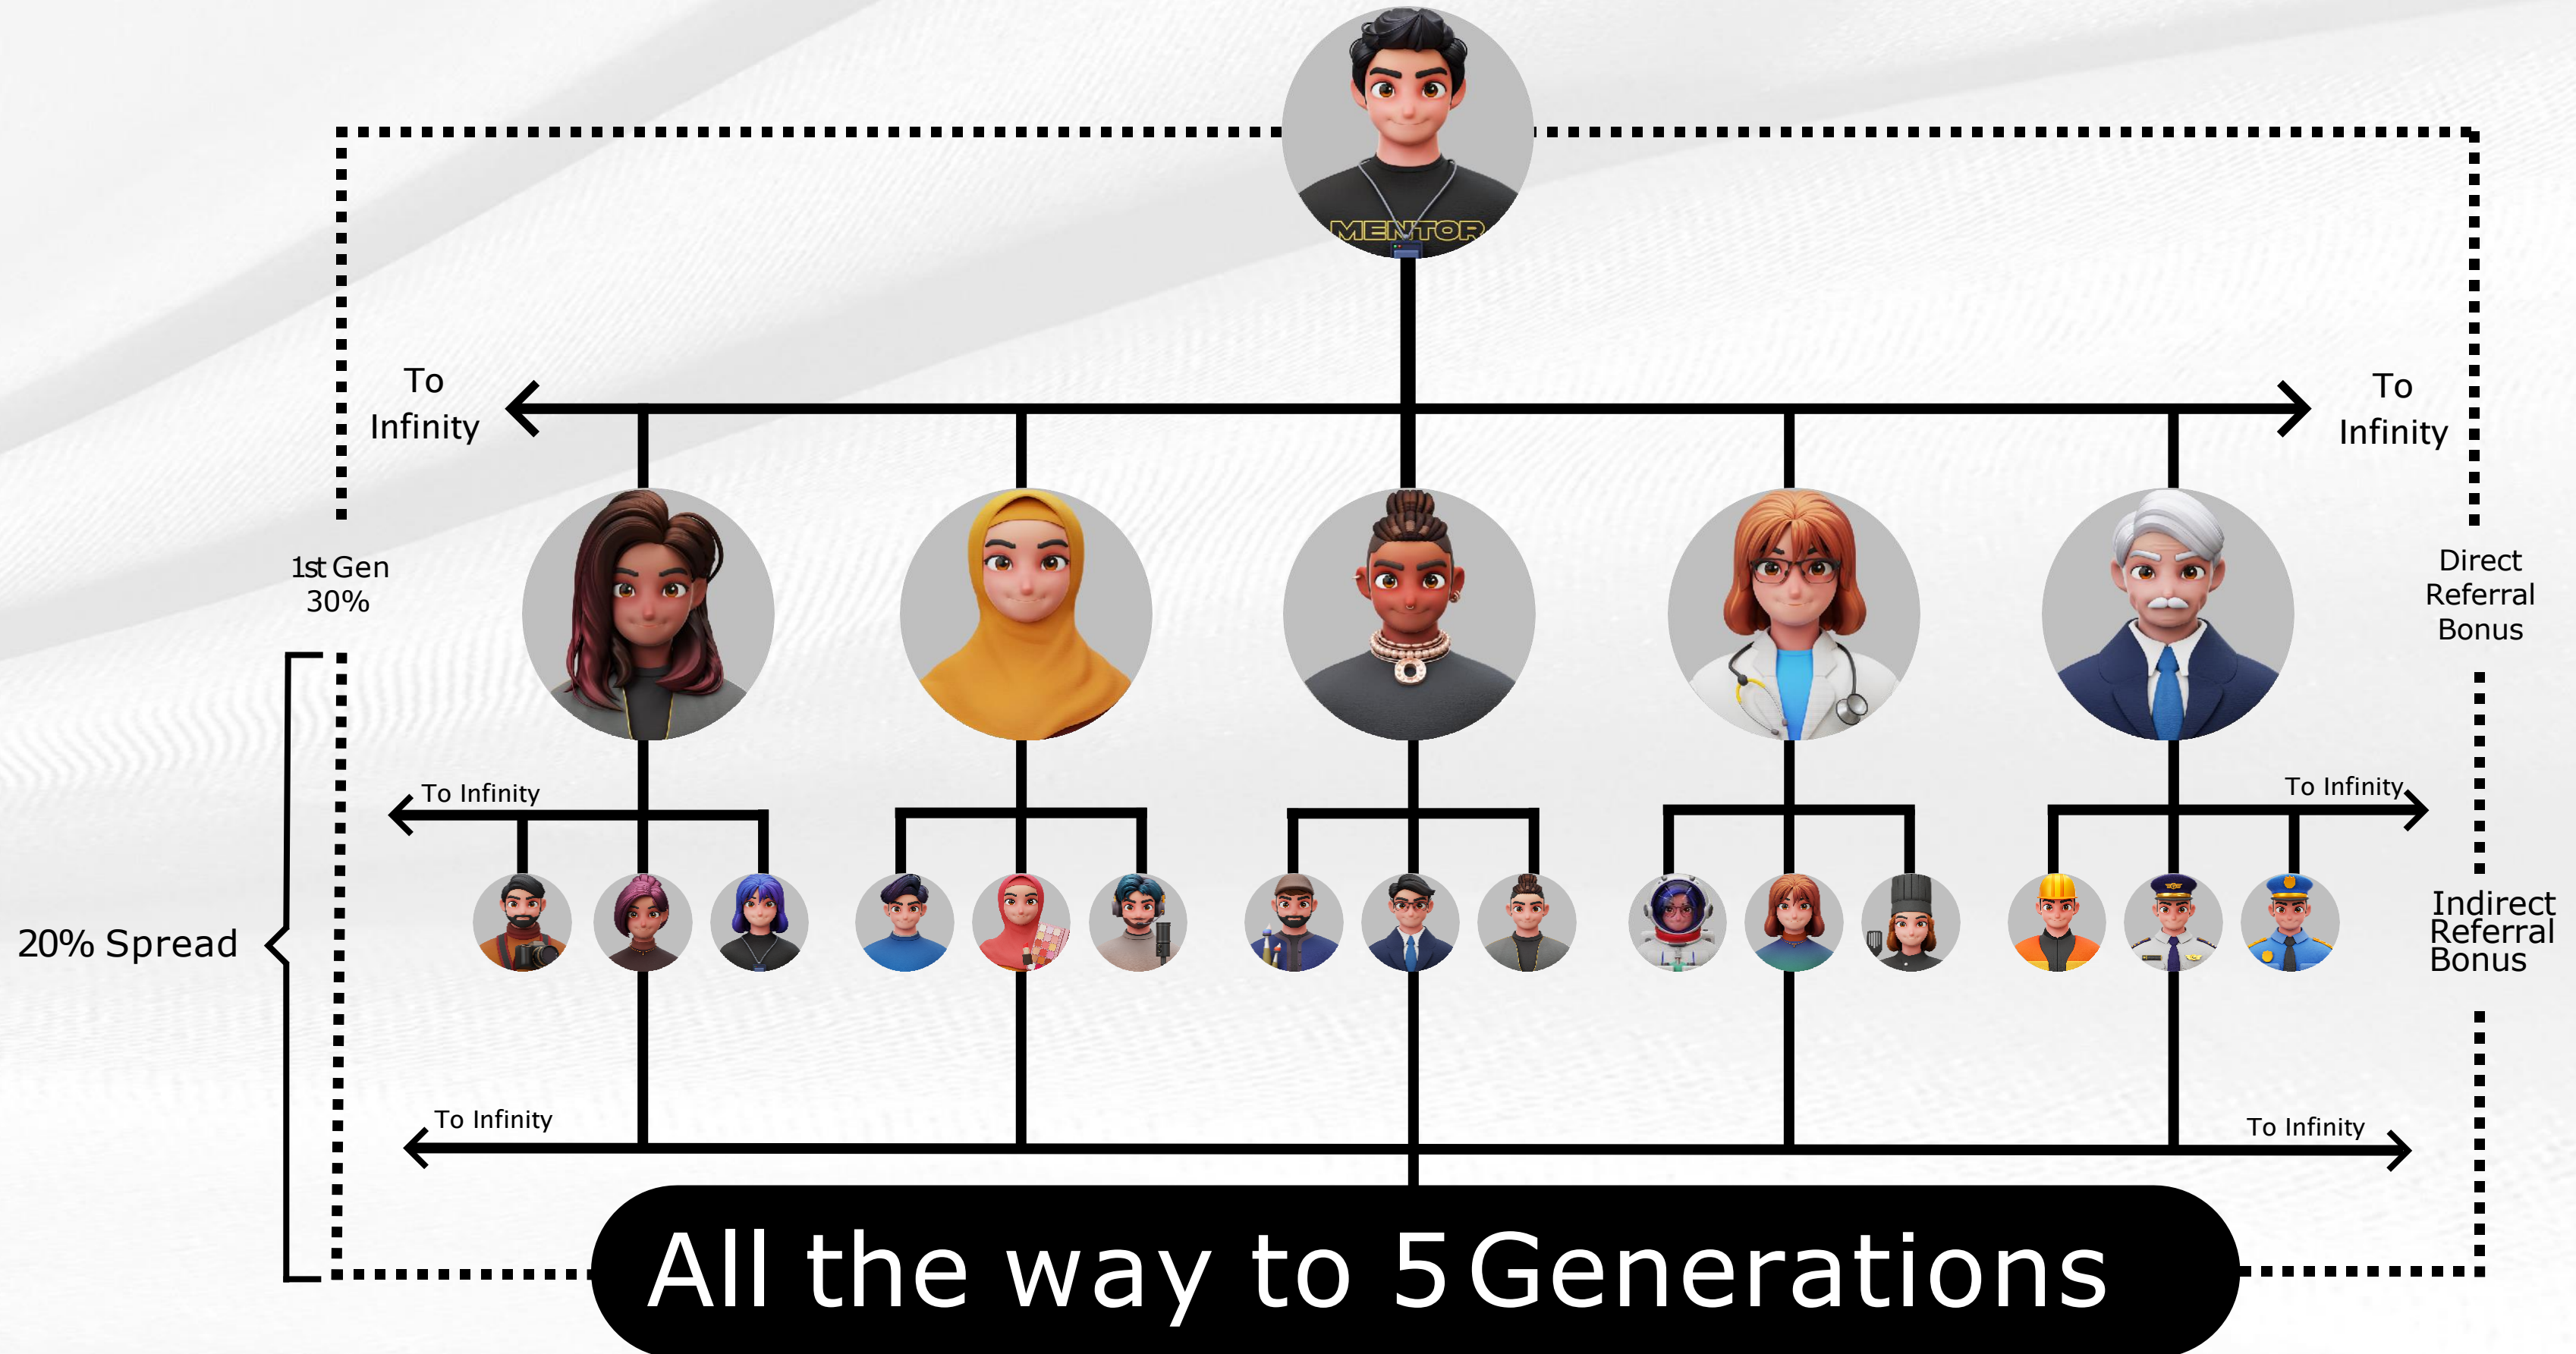 MENTOR
To
Infinity
To
Infinity
1st Gen
30%
Direct
Referral
Bonus
To Infinity
To Infinity
20% Spread
Indirect
Referral
Bonus
To Infinity
To Infinity
All the way to 5 Generations